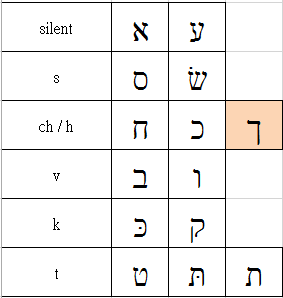 silent א ע
s ס שׂ
ch / h ח כ ך
v ב ו
k כּ ק
t ט תּ ת